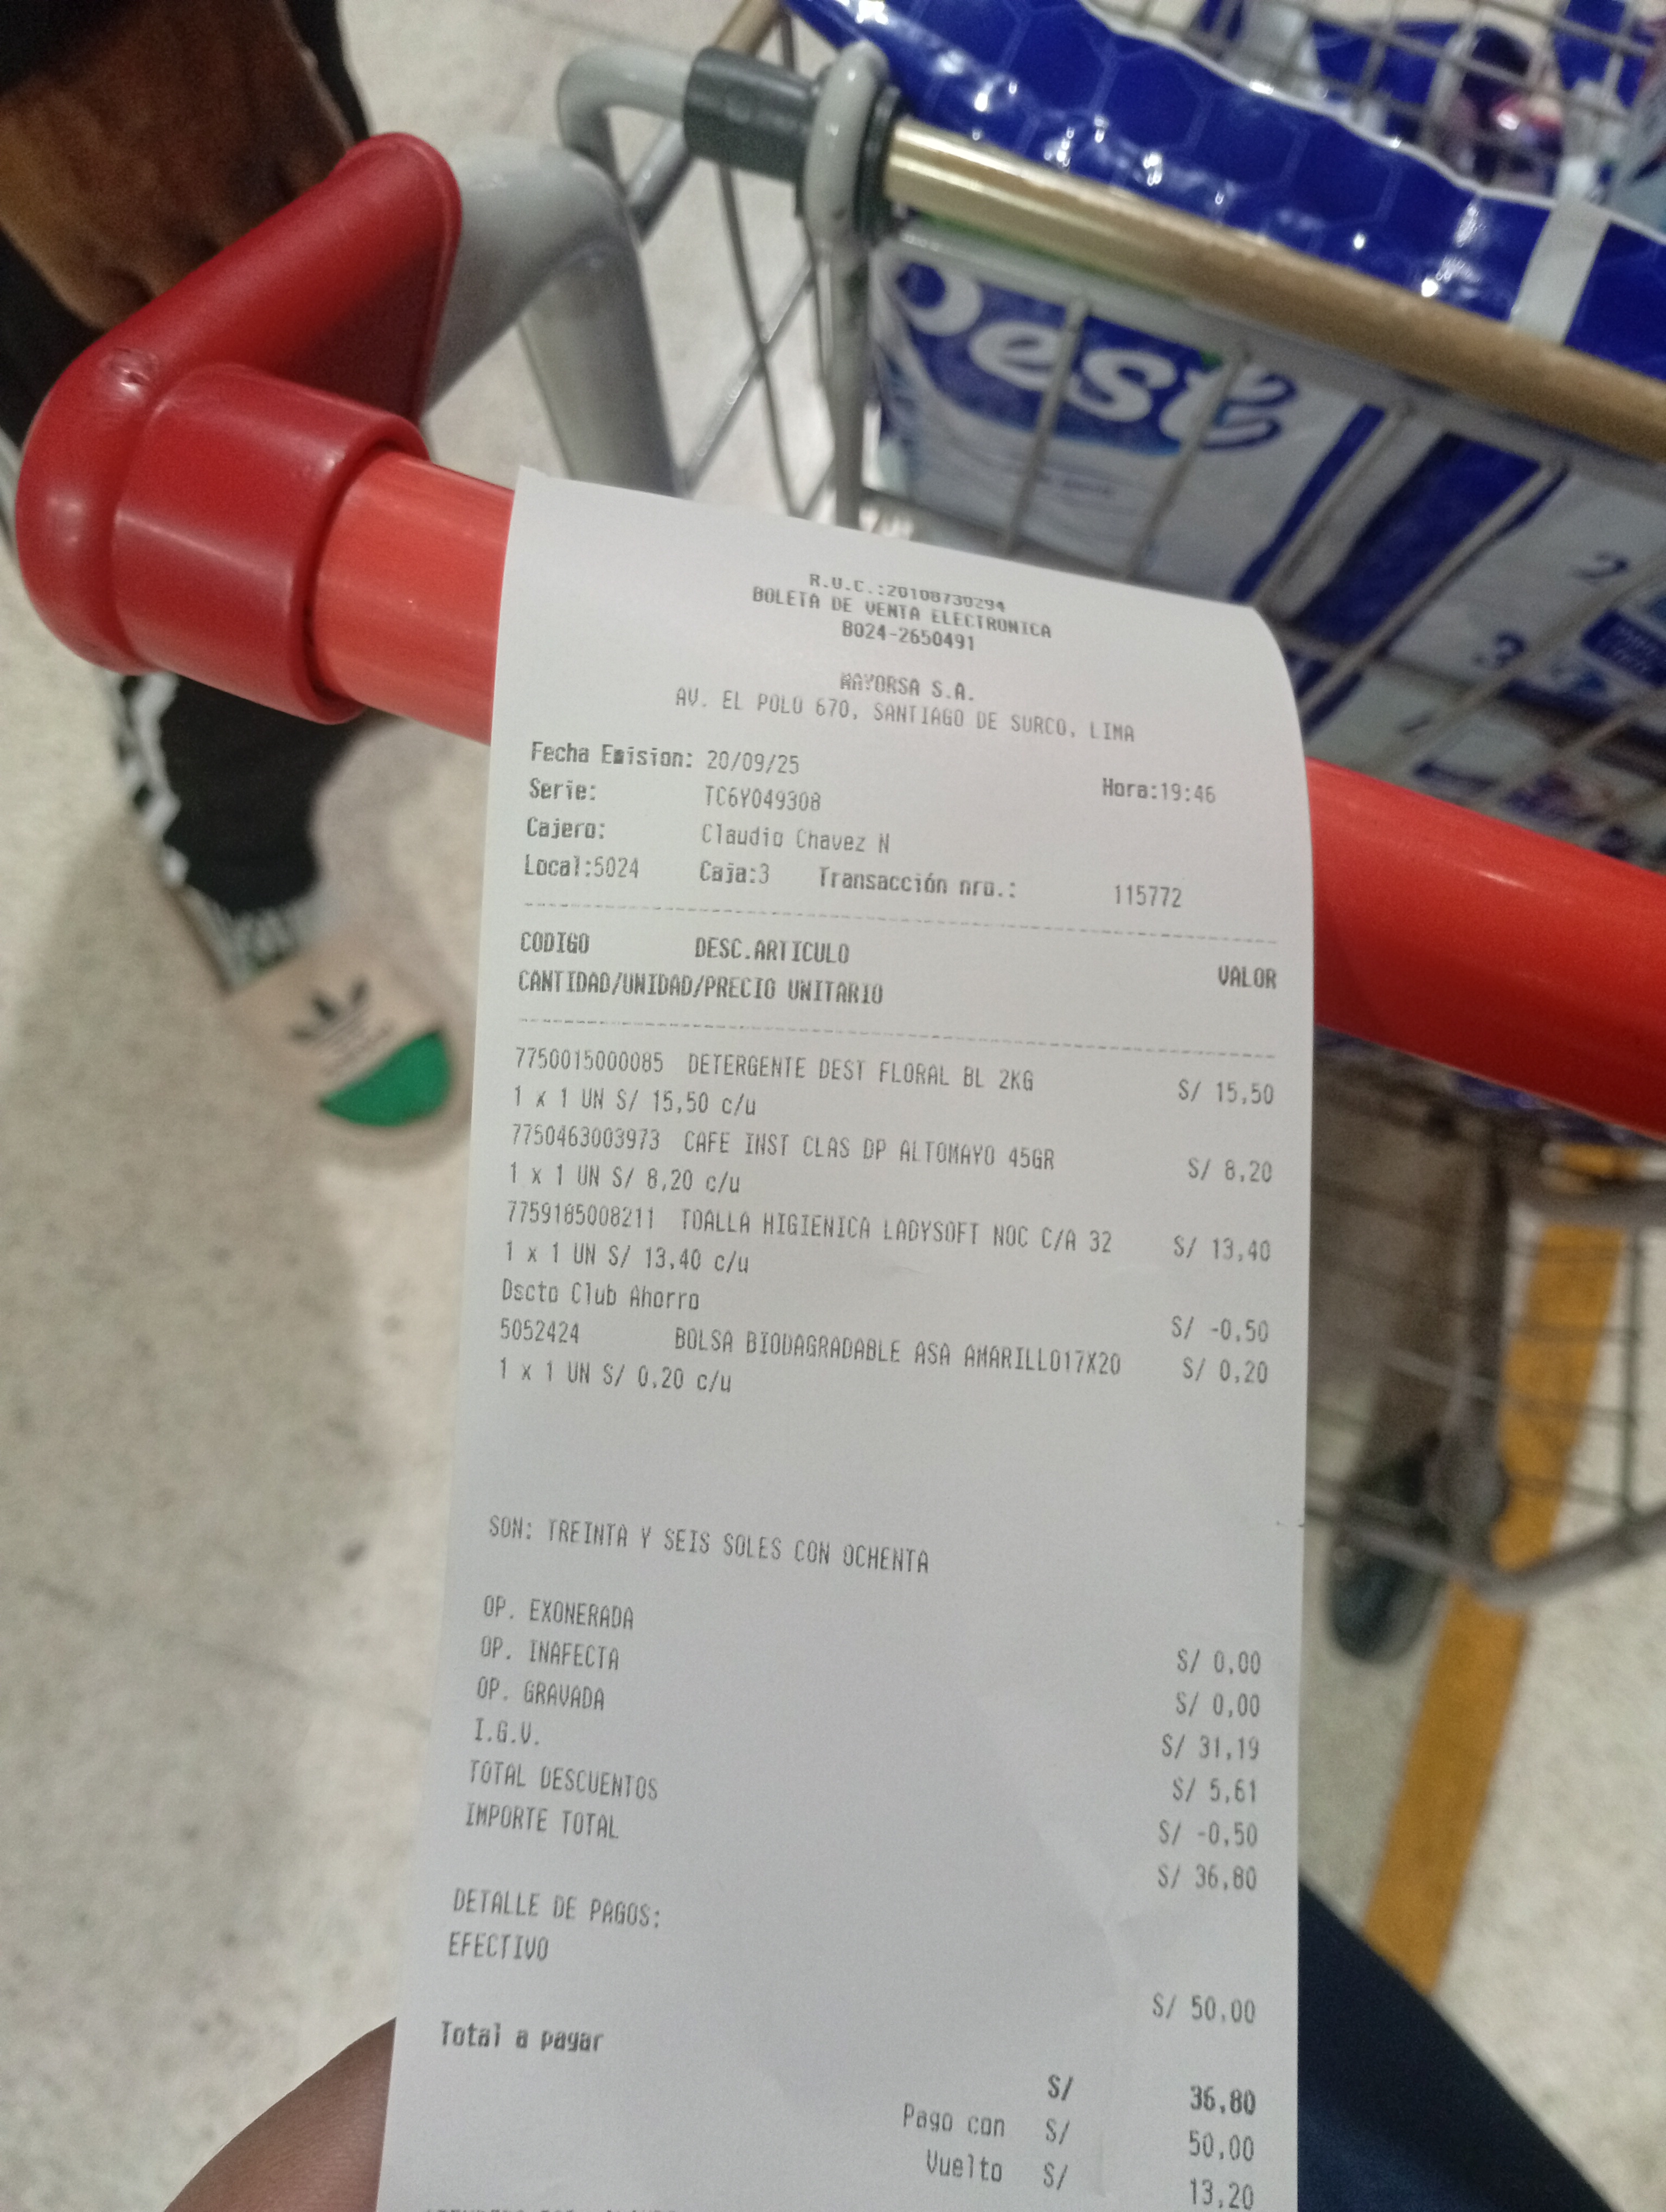 Dest
2
3
R.U.C.:20108730294
BOLETA DE VENTA ELECTRONICA
B024-2650491
MAYORSA S.A.
AV. EL POLO 670, SANTIAGO DE SURCO, LIMA
Fecha Emision: 20/09/25 Hora:19:46
Serie: TC6Y049308
Cajero: Claudio Chavez N
Local:5024 Caja:3 Transacción nro.: 115772
CODIGO DESC.ARTICULO VALOR
CANTIDAD/UNIDAD/PRECIO UNITARIO
7750015000085 DETERGENTE DEST FLORAL BL 2KG S/ 15,50
1 x 1 UN S/ 15,50 c/u
7750463003973 CAFE INST CLAS DP ALTOMAYO 45GR S/ 8,20
1 x 1 UN S/ 8,20 c/u
7759185008211 TOALLA HIGIENICA LADYSOFT NOC C/A 32 S/ 13,40
1 x 1 UN S/ 13,40 c/u
Dscto Club Ahorro S/ -0,50
5052424 BOLSA BIODAGRADABLE ASA AMARILLO17X20 S/ 0,20
1 x 1 UN S/ 0,20 c/u
SON: TREINTA Y SEIS SOLES CON OCHENTA
OP. EXONERADA S/ 0,00
OP. INAFECTA S/ 0,00
OP. GRAVADA S/ 31,19
I.G.V. S/ 5,61
TOTAL DESCUENTOS S/ -0,50
IMPORTE TOTAL S/ 36,80
DETALLE DE PAGOS:
EFECTIVO S/ 50,00
Total a pagar S/ 36,80
Pago con S/ 50,00
Vuelto S/ 13,20